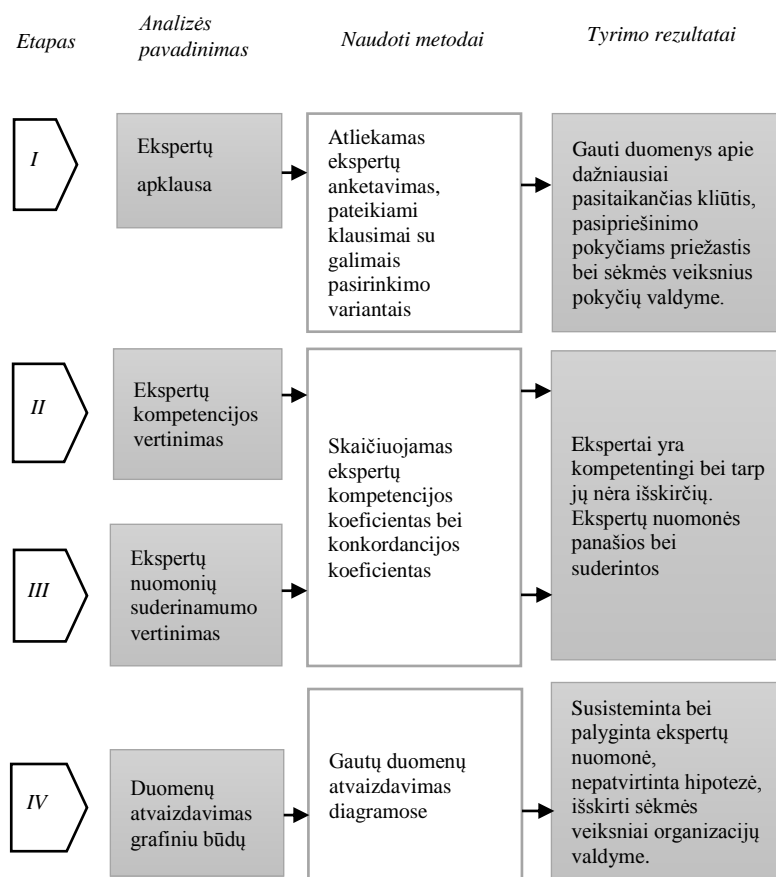 Etapas
Analizės
pavadinimas
Naudoti metodai
Tyrimo rezultatai
I
Ekspertų
apklausa
Atliekamas
ekspertų
anketavimas,
pateikiami
klausimai su
galimais
pasirinkimo
variantais
Gauti duomenys apie
dažniausiai
pasitaikančias kliūtis,
pasipriešinimo
pokyčiams priežastis
bei sėkmės veiksnius
pokyčių valdyme.
II
Ekspertų
kompetencijos
vertinimas
Skaičiuojamas
ekspertų
kompetencijos
koeficientas bei
konkordancijos
koeficientas
Ekspertai yra
kompetentingi bei tarp
jų nėra išskirčių.
Ekspertų nuomonės
panašios bei
suderintos
III
Ekspertų
nuomonių
suderinamumo
vertinimas
IV
Duomenų
atvaizdavimas
grafiniu būdų
Gautų duomenų
atvaizdavimas
diagramose
Susisteminta bei
palyginta ekspertų
nuomonė,
nepatvirtinta hipotezė,
išskirti sėkmės
veiksniai organizacijų
valdyme.